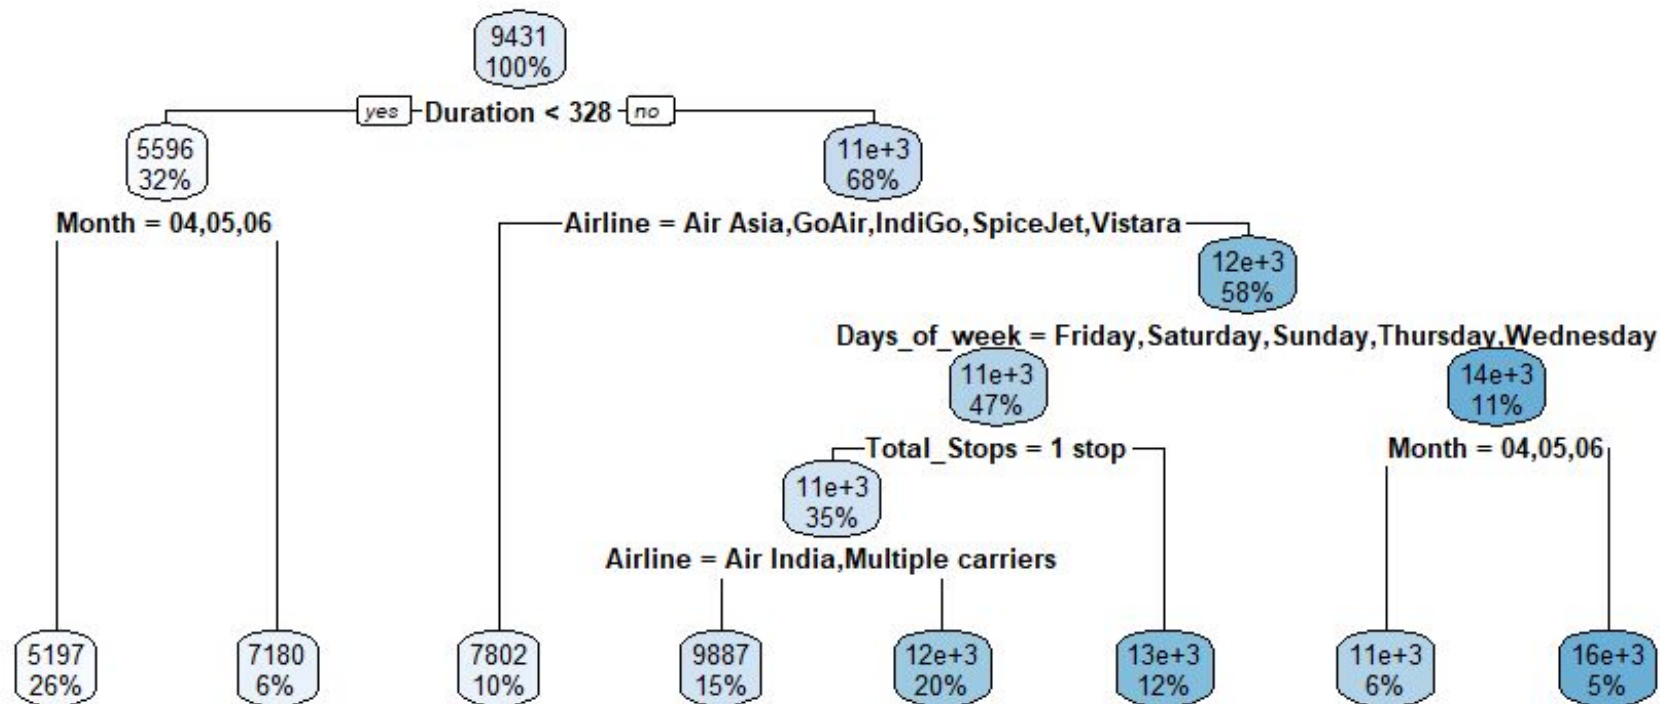 9431
100%
yes Duration < 328 no
5596
32%
11e+3
68%
Month = 04,05,06
Airline = Air Asia,GoAir,IndiGo,SpiceJet,Vistara
12e+3
58%
Days_of_week = Friday,Saturday,Sunday,Thursday,Wednesday
11e+3
47%
14e+3
11%
Total_Stops = 1 stop
Month = 04,05,06
11e+3
35%
Airline = Air India,Multiple carriers
5197
26%
7180
6%
7802
10%
9887
15%
12e+3
20%
13e+3
12%
11e+3
6%
16e+3
5%